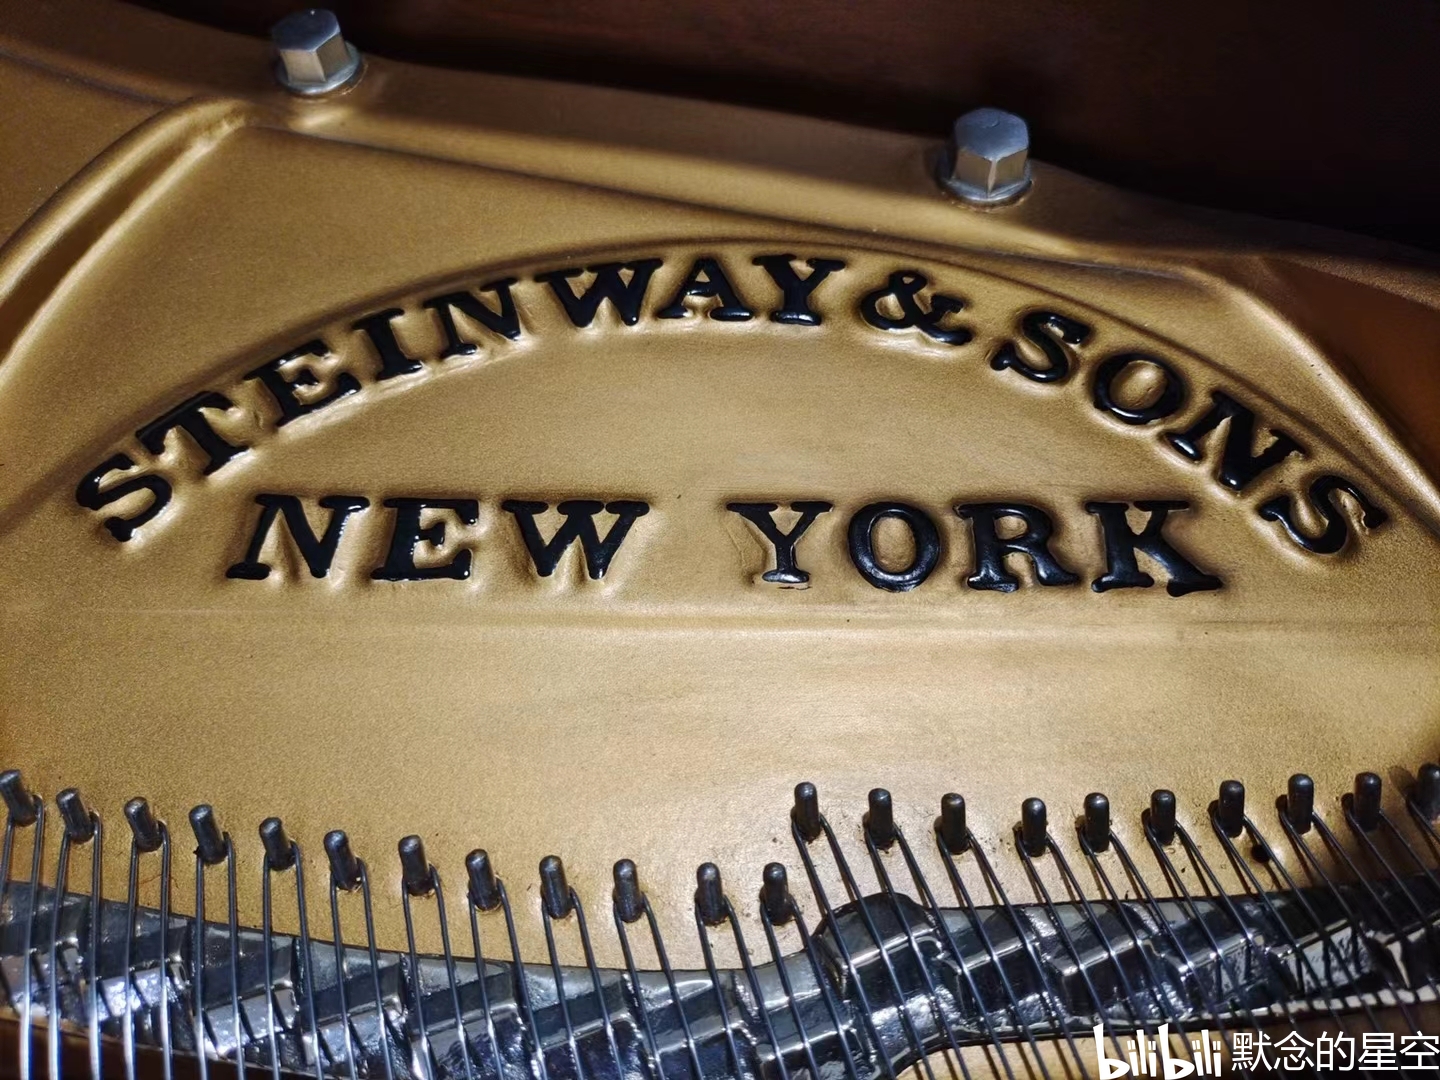 STEINWAY & SONS
NEW YORK
bilibili 默念的星空